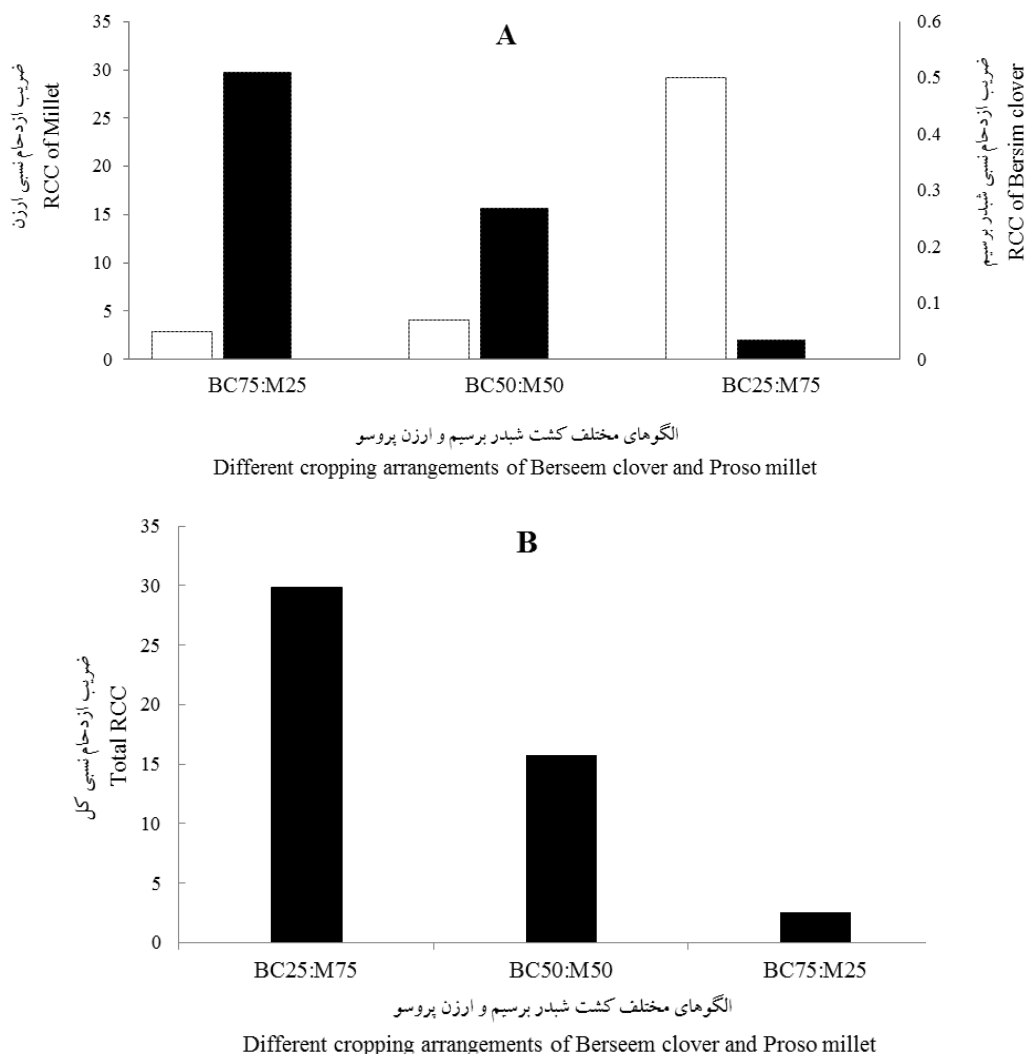 A
35
30
25
20
15
10
5
0
ضریب ازدحام نسبی ارزن
RCC of Millet
0.6
0.5
0.4
0.3
0.2
0.1
0
ضریب ازدحام نسبی شبدر برسیم
RCC of Bersim clover
BC75:M25 BC50:M50 BC25:M75
الگوهای مختلف کشت شبدر برسیم و ارزن پروسو
Different cropping arrangements of Berseem clover and Proso millet
B
35
30
25
20
15
10
5
0
ضریب ازدحام نسبی کل
Total RCC
BC25:M75 BC50:M50 BC75:M25
الگوهای مختلف کشت شبدر برسیم و ارزن پروسو
Different cropping arrangements of Berseem clover and Proso millet